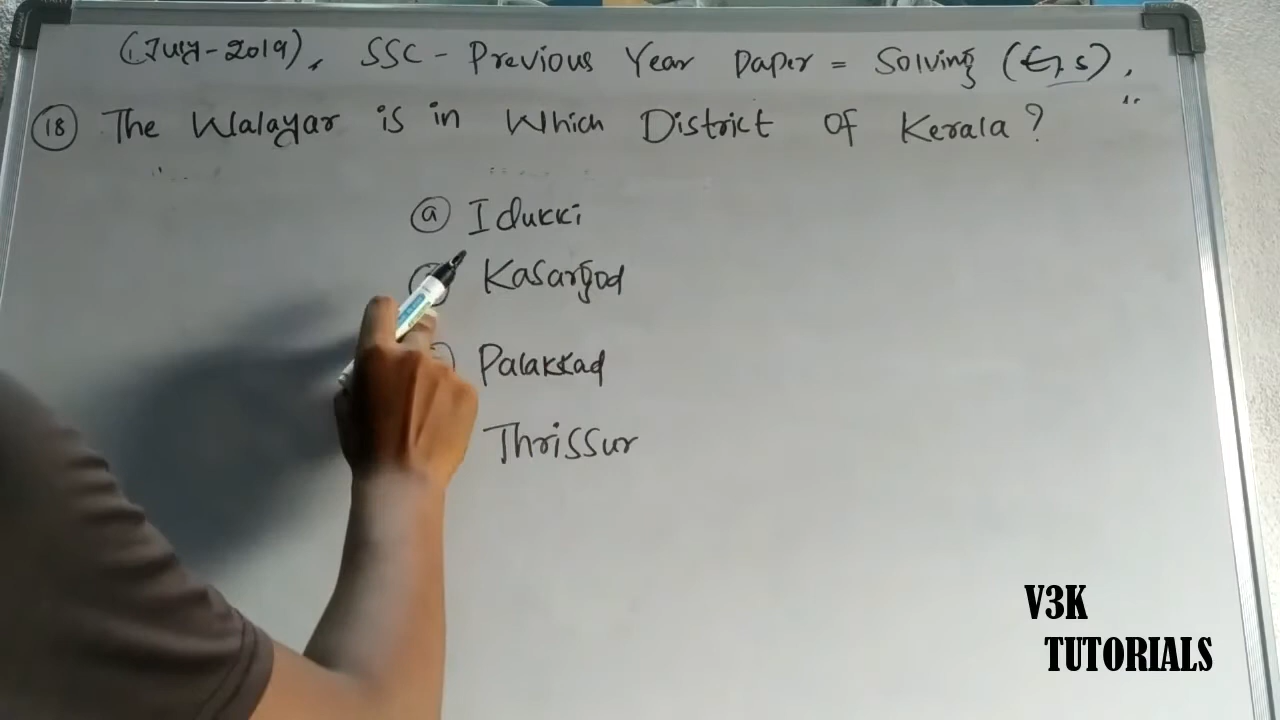 (July-2019), SSC - Previous Year Paper = Solving (G.S),
(18) The Walayar is in Which District Of Kerala?
(a) Idukki
Kasargod
Palakkad
Thrissur
V3K
TUTORIALS